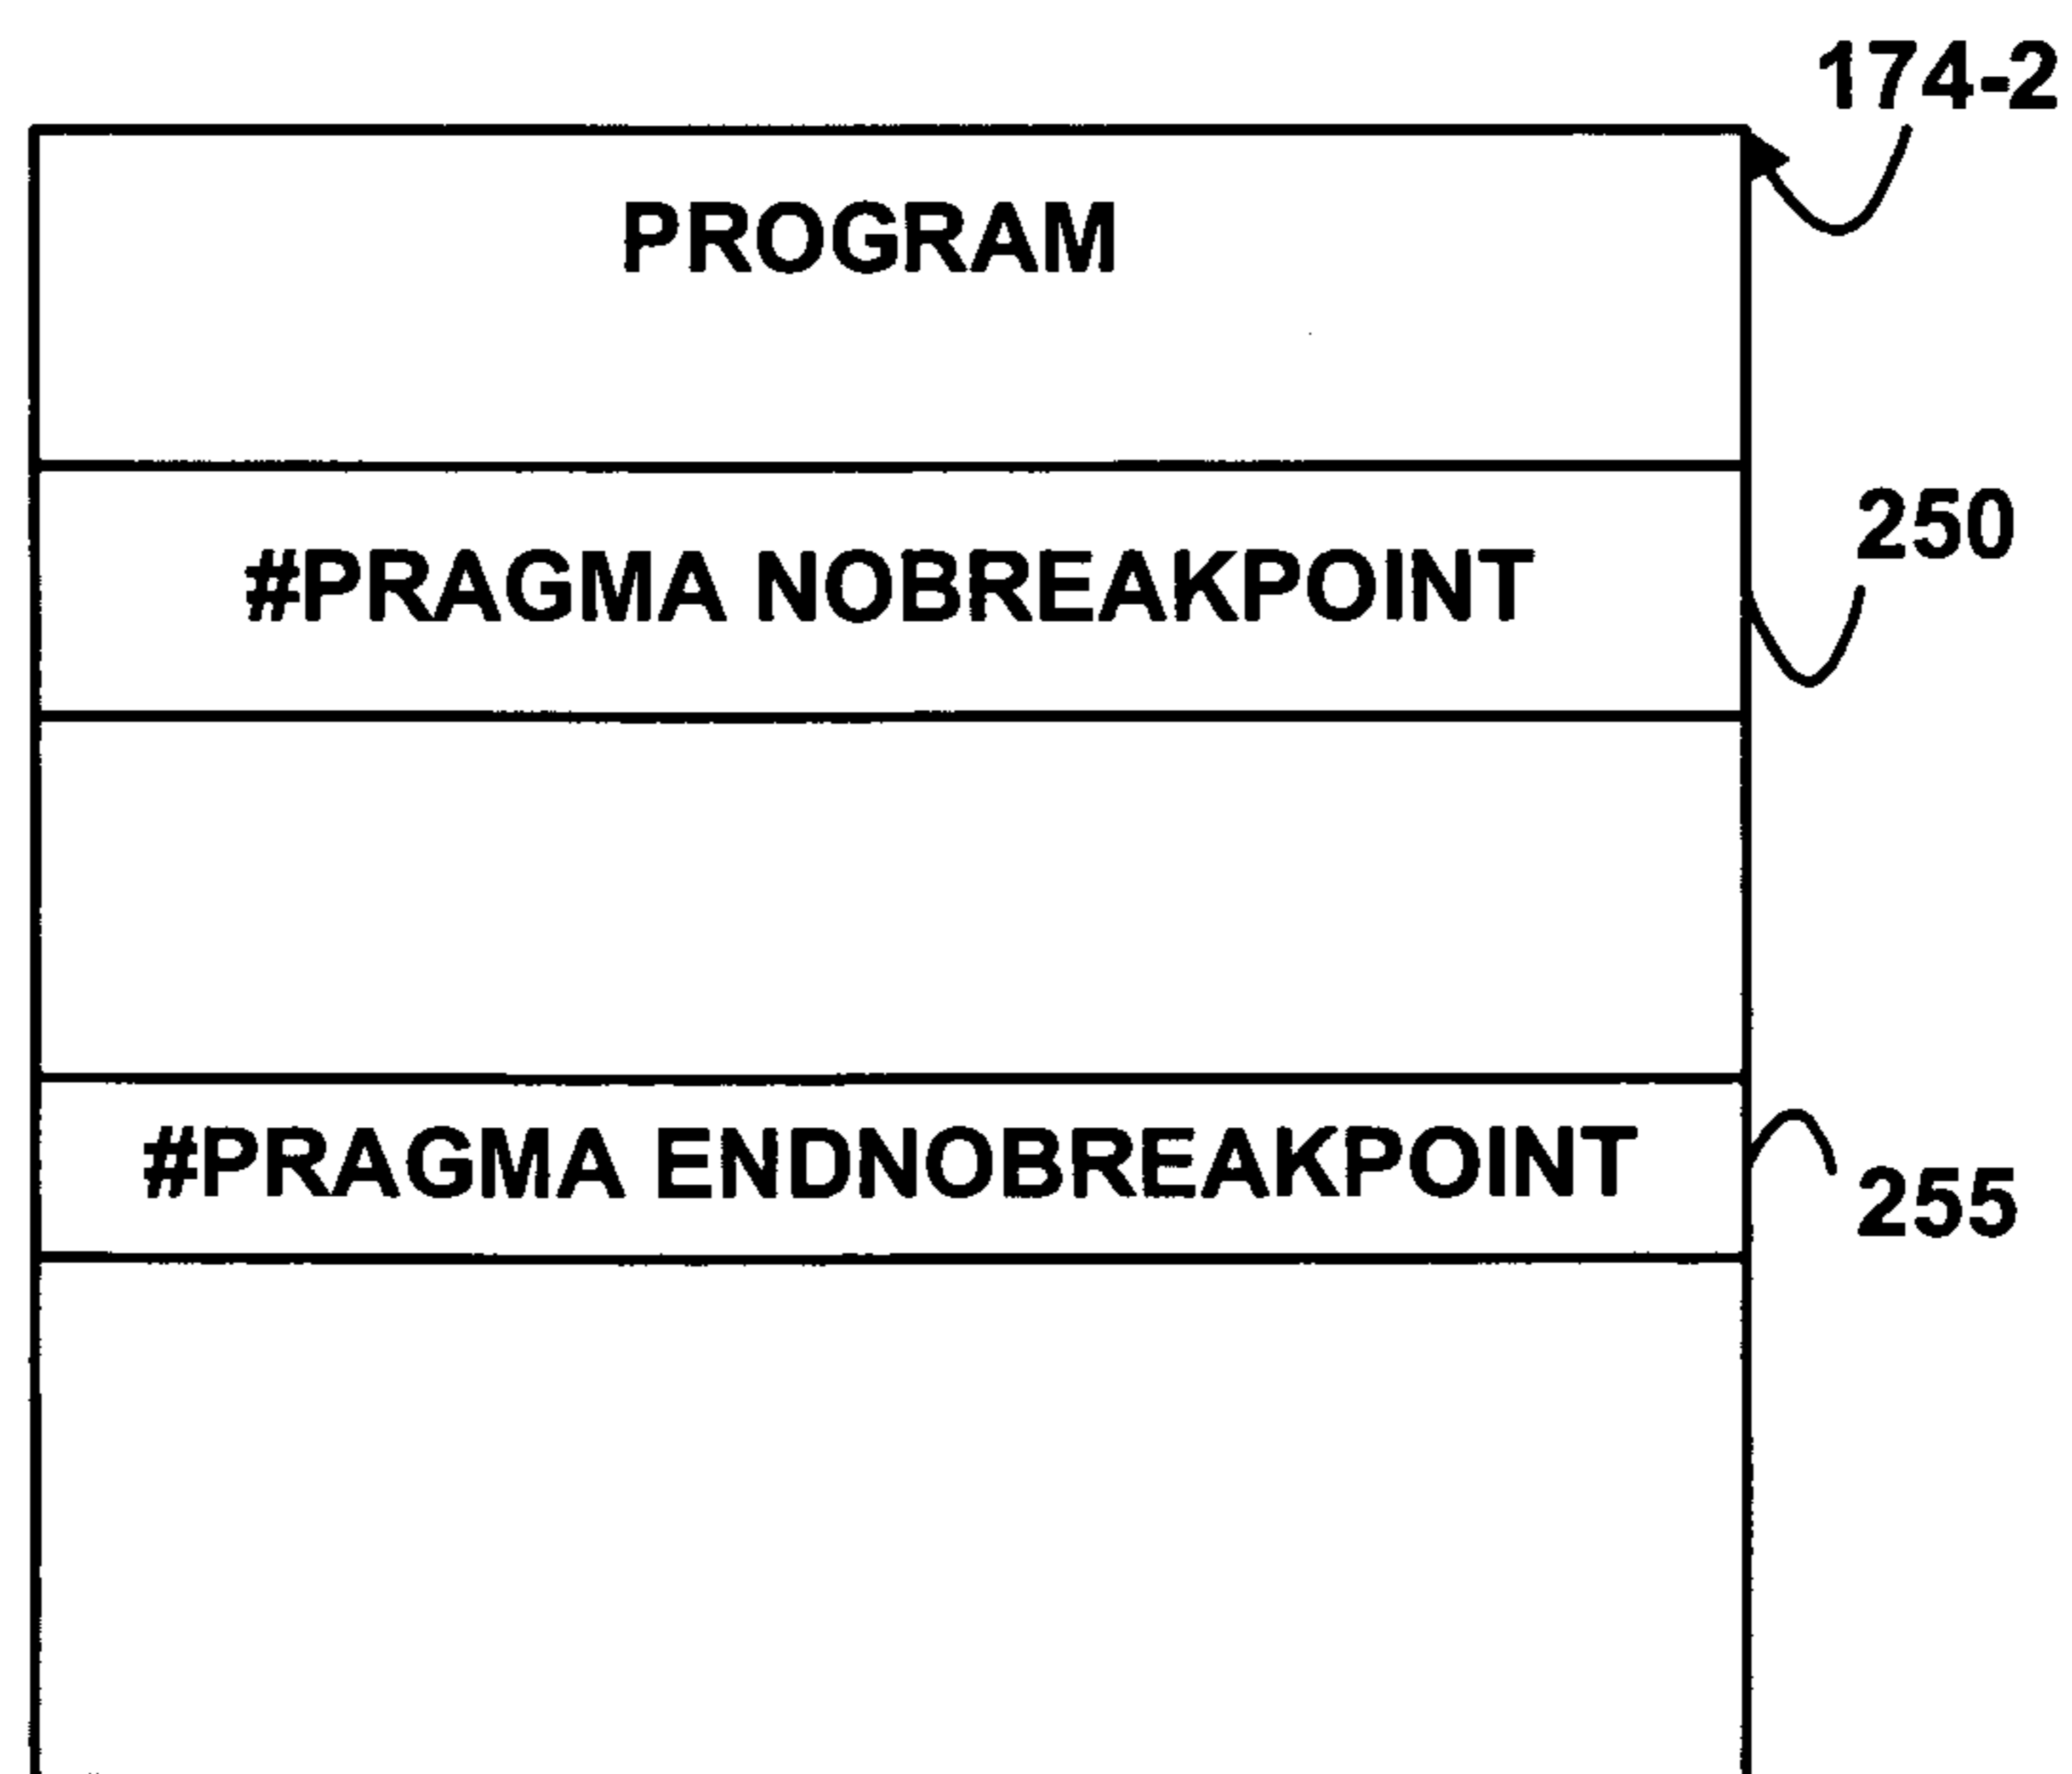 174-2
PROGRAM
250
#PRAGMA NOBREAKPOINT
#PRAGMA ENDNOBREAKPOINT
255